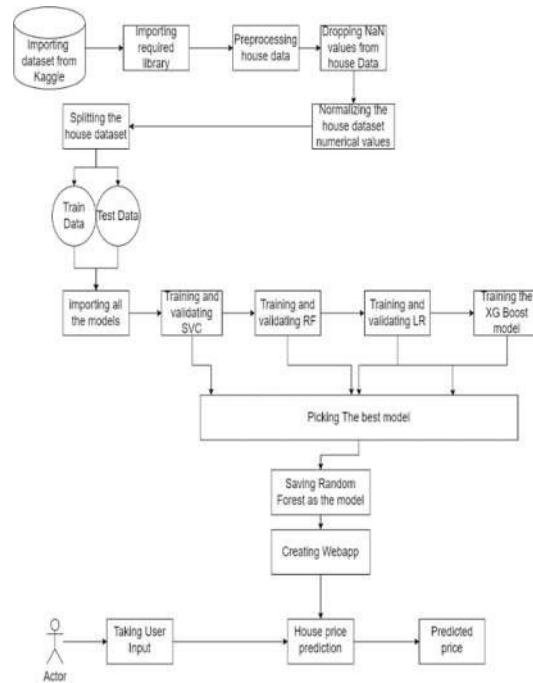 Importing
dataset from
Kaggle
Importing
required
library
Preprocessing
house data
Dropping NaN
values from
house Data
Normalizing the
house dataset
numerical values
Splitting the
house dataset
Train
Data
Test Data
importing all
the models
Training and
validating
SVC
Training and
validating RF
Training and
validating LR
Training the
XG Boost
model
Picking The best model
Saving Random
Forest as the model
Creating Webapp
Actor
Taking User
Input
House price
prediction
Predicted
price